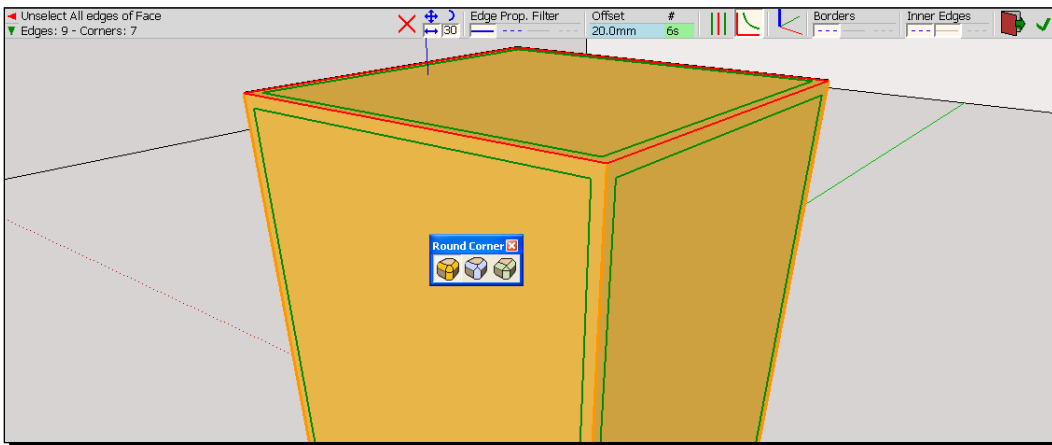 Unselect All edges of Face
Edges: 9 - Corners: 7
30
Edge Prop. Filter
Offset
20.0mm
#
6s
Borders
Inner Edges
Round Corner